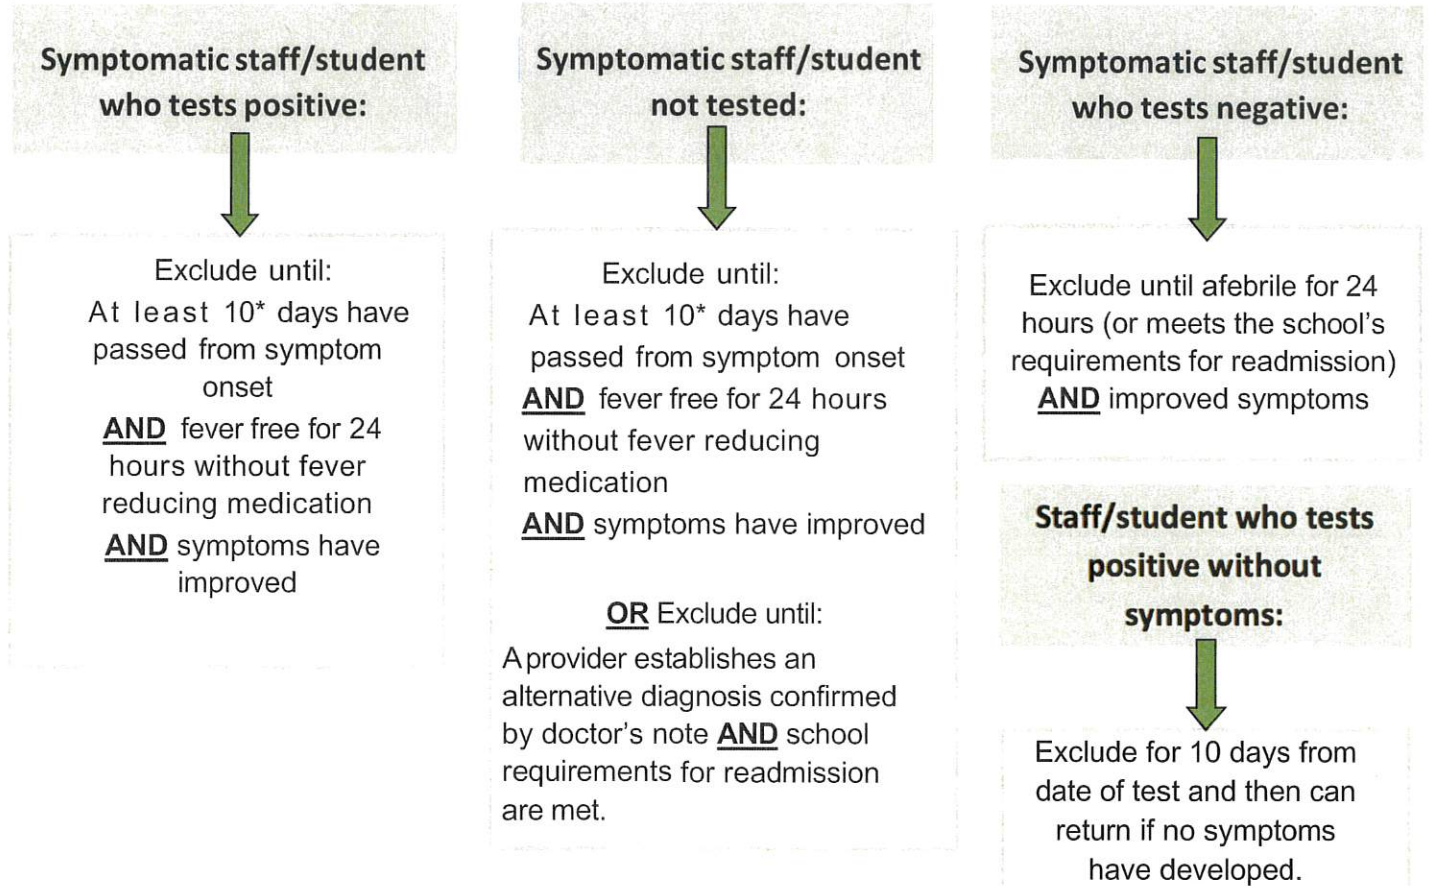 Symptomatic staff/student
who tests positive:
Exclude until:
At least 10* days have
passed from symptom
onset
AND fever free for 24
hours without fever
reducing medication
AND symptoms have
improved
Symptomatic staff/student
not tested:
Exclude until:
At least 10* days have
passed from symptom onset
AND fever free for 24 hours
without fever reducing
medication
AND symptoms have improved
OR Exclude until:
A provider establishes an
alternative diagnosis confirmed
by doctor's note AND school
requirements for readmission
are met.
Symptomatic staff/student
who tests negative:
Exclude until afebrile for 24
hours (or meets the school's
requirements for readmission)
AND improved symptoms
Staff/student who tests
positive without
symptoms:
Exclude for 10 days from
date of test and then can
return if no symptoms
have developed.